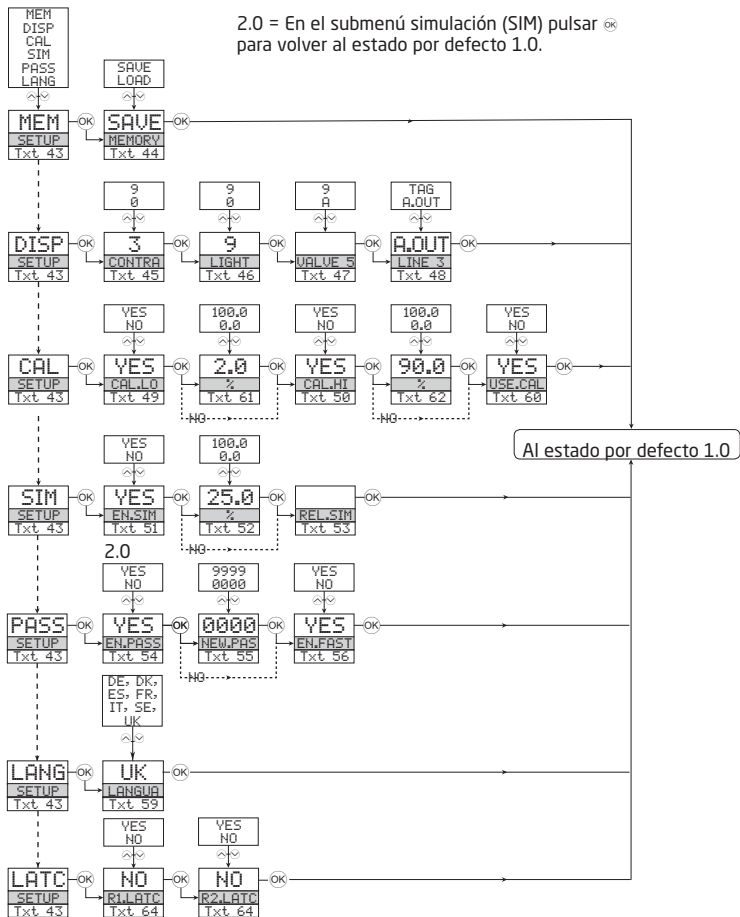 2.0 = En el submenú simulación (SIM) pulsar OK
para volver al estado por defecto 1.0.
MEM
DISP
CAL
SIM
PASS
LANG
SAVE
LOAD
MEM OK SAVE OK
SETUP MEMORY
Txt 43 Txt 44
9 9 9 TAG
0 0 A A.OUT
DISP OK 3 OK 9 OK OK A.OUT OK
SETUP CONTRA LIGHT VALVE 5 LINE 3
Txt 43 Txt 45 Txt 46 Txt 47 Txt 48
YES 100.0 YES 100.0 YES
NO 0.0 NO 0.0 NO
CAL OK YES OK 2.0 OK YES OK 90.0 OK YES OK
SETUP CAL.LO % CAL.HI % USE.CAL
Txt 43 Txt 49 Txt 61 Txt 50 Txt 62 Txt 60
NO NO
Al estado por defecto 1.0
YES 100.0
NO 0.0
SIM OK YES OK 25.0 OK OK
SETUP EN.SIM % REL.SIM
Txt 43 Txt 51 Txt 52 Txt 53
NO
2.0
YES 9999 YES
NO 0000 NO
PASS OK YES OK 0000 OK YES OK
SETUP EN.PASS NEW.PAS EN.FAST
Txt 43 Txt 54 Txt 55 Txt 56
NO
DE, DK,
ES, FR,
IT, SE,
UK
LANG OK UK OK
SETUP LANGUA
Txt 43 Txt 59
YES YES
NO NO
LATC OK NO OK NO OK
SETUP R1.LATC R2.LATC
Txt 43 Txt 64 Txt 64